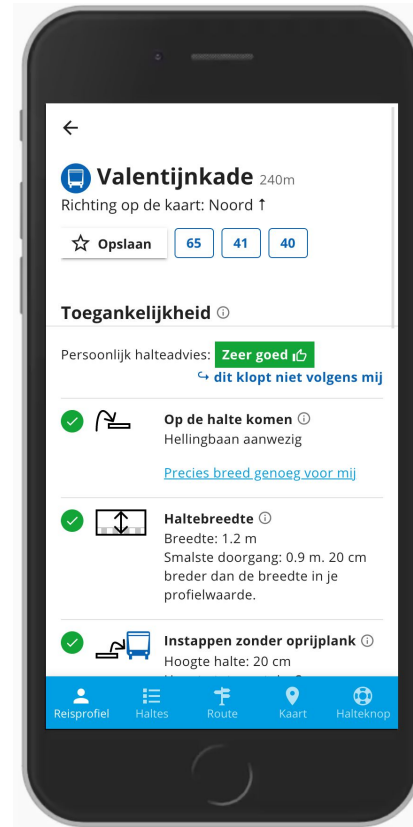 Valentijnkade 240m
Richting op de kaart: Noord ↑
Opslaan 65 41 40
Toegankelijkheid
Persoonlijk halteadvies: Zeer goed
↪ dit klopt niet volgens mij
Op de halte komen
Hellingbaan aanwezig
Precies breed genoeg voor mij
Haltebreedte
Breedte: 1.2 m
Smalste doorgang: 0.9 m. 20 cm
breder dan de breedte in je
profielwaarde.
Instappen zonder oprijplank
Hoogte halte: 20 cm
Reisprofiel Haltes Route Kaart Halteknop